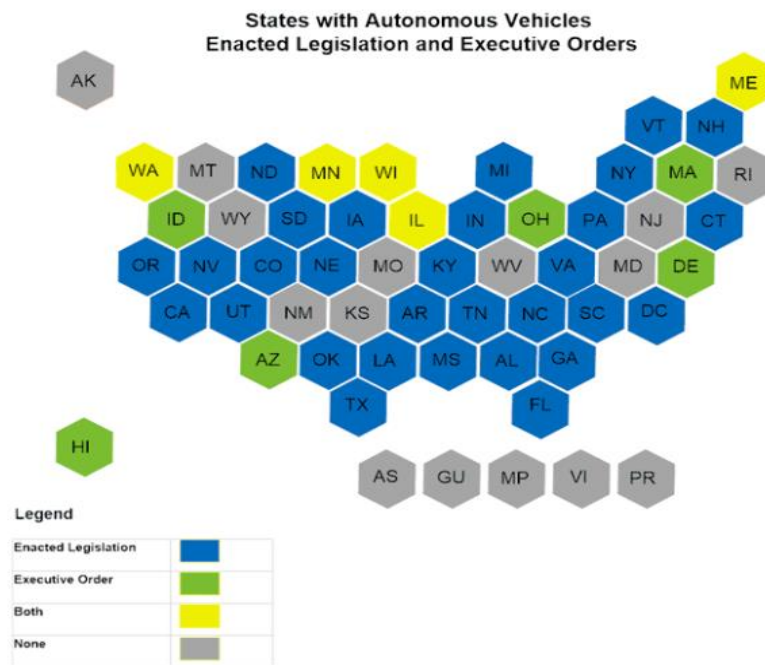 States with Autonomous Vehicles
Enacted Legislation and Executive Orders
AK
ME
VT NH
WA MT ND MN WI MI NY MA RI
ID WY SD IA IL IN OH PA NJ CT
OR NV CO NE MO KY WV VA MD DE
CA UT NM KS AR TN NC SC DC
AZ OK LA MS AL GA
TX FL
HI
AS GU MP VI PR
Legend
Enacted Legislation
Executive Order
Both
None